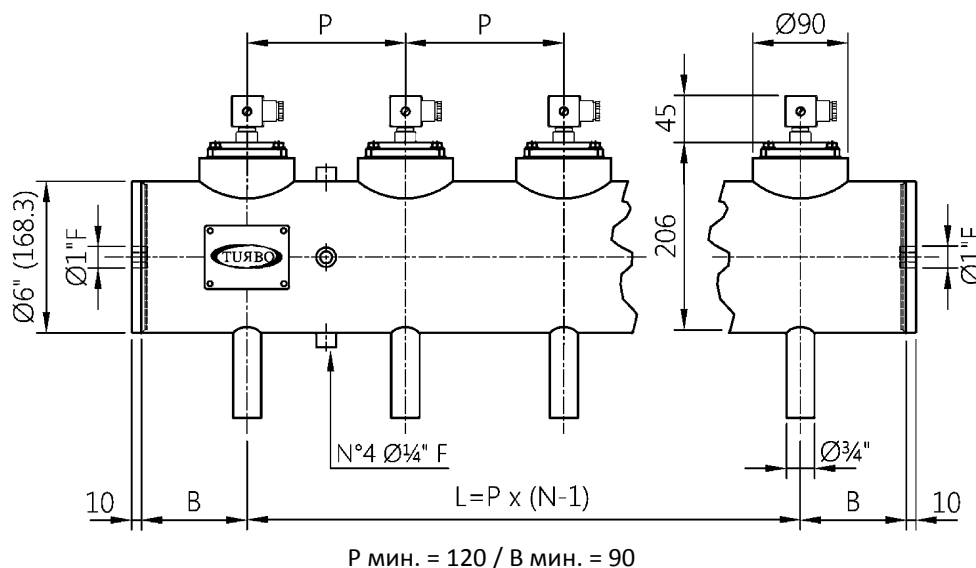 P
P
Ø90
45
206
Ø6" (168.3)
Ø1" F
TUЯBO
Ø1" F
N°4 Ø¼" F
Ø¾"
10
B
L=P x (N-1)
B
10
P мин. = 120 / B мин. = 90